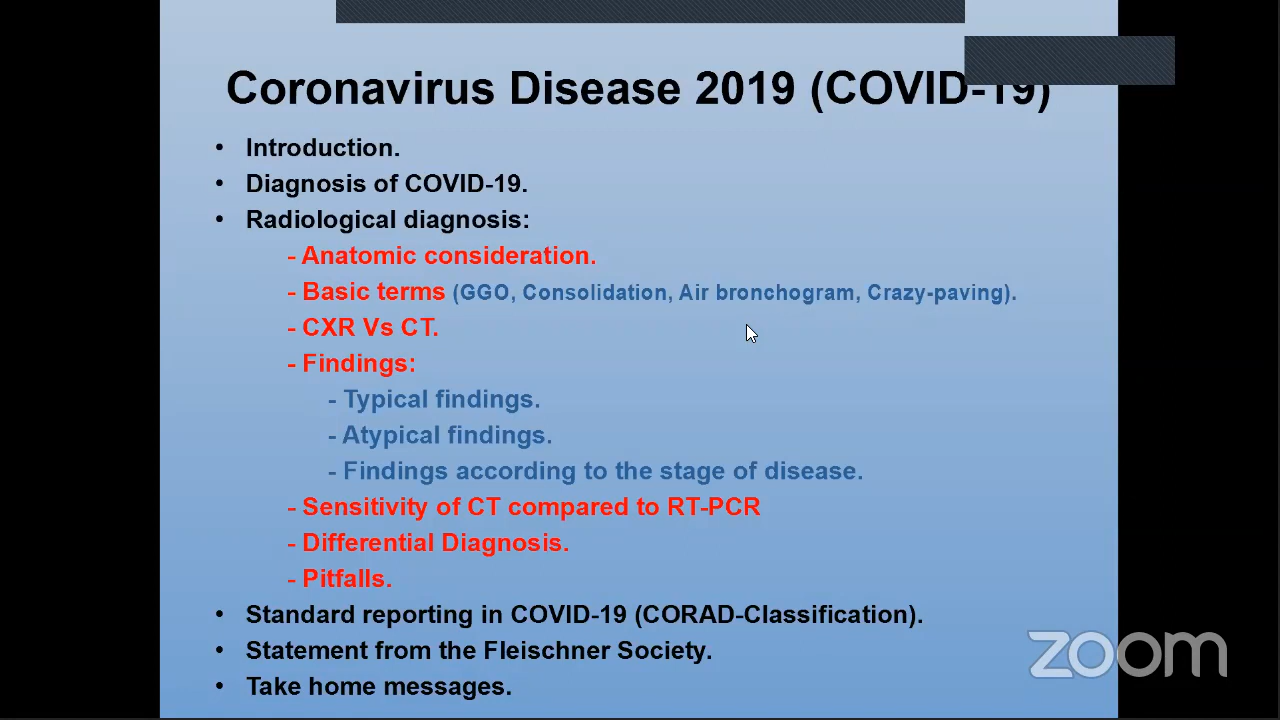 Coronavirus Disease 2019 (COVID-19)
• Introduction.
• Diagnosis of COVID-19.
• Radiological diagnosis:
- Anatomic consideration.
- Basic terms (GGO, Consolidation, Air bronchogram, Crazy-paving).
- CXR Vs CT.
- Findings:
- Typical findings.
- Atypical findings.
- Findings according to the stage of disease.
- Sensitivity of CT compared to RT-PCR
- Differential Diagnosis.
- Pitfalls.
• Standard reporting in COVID-19 (CORAD-Classification).
• Statement from the Fleischner Society.
• Take home messages.
zoom